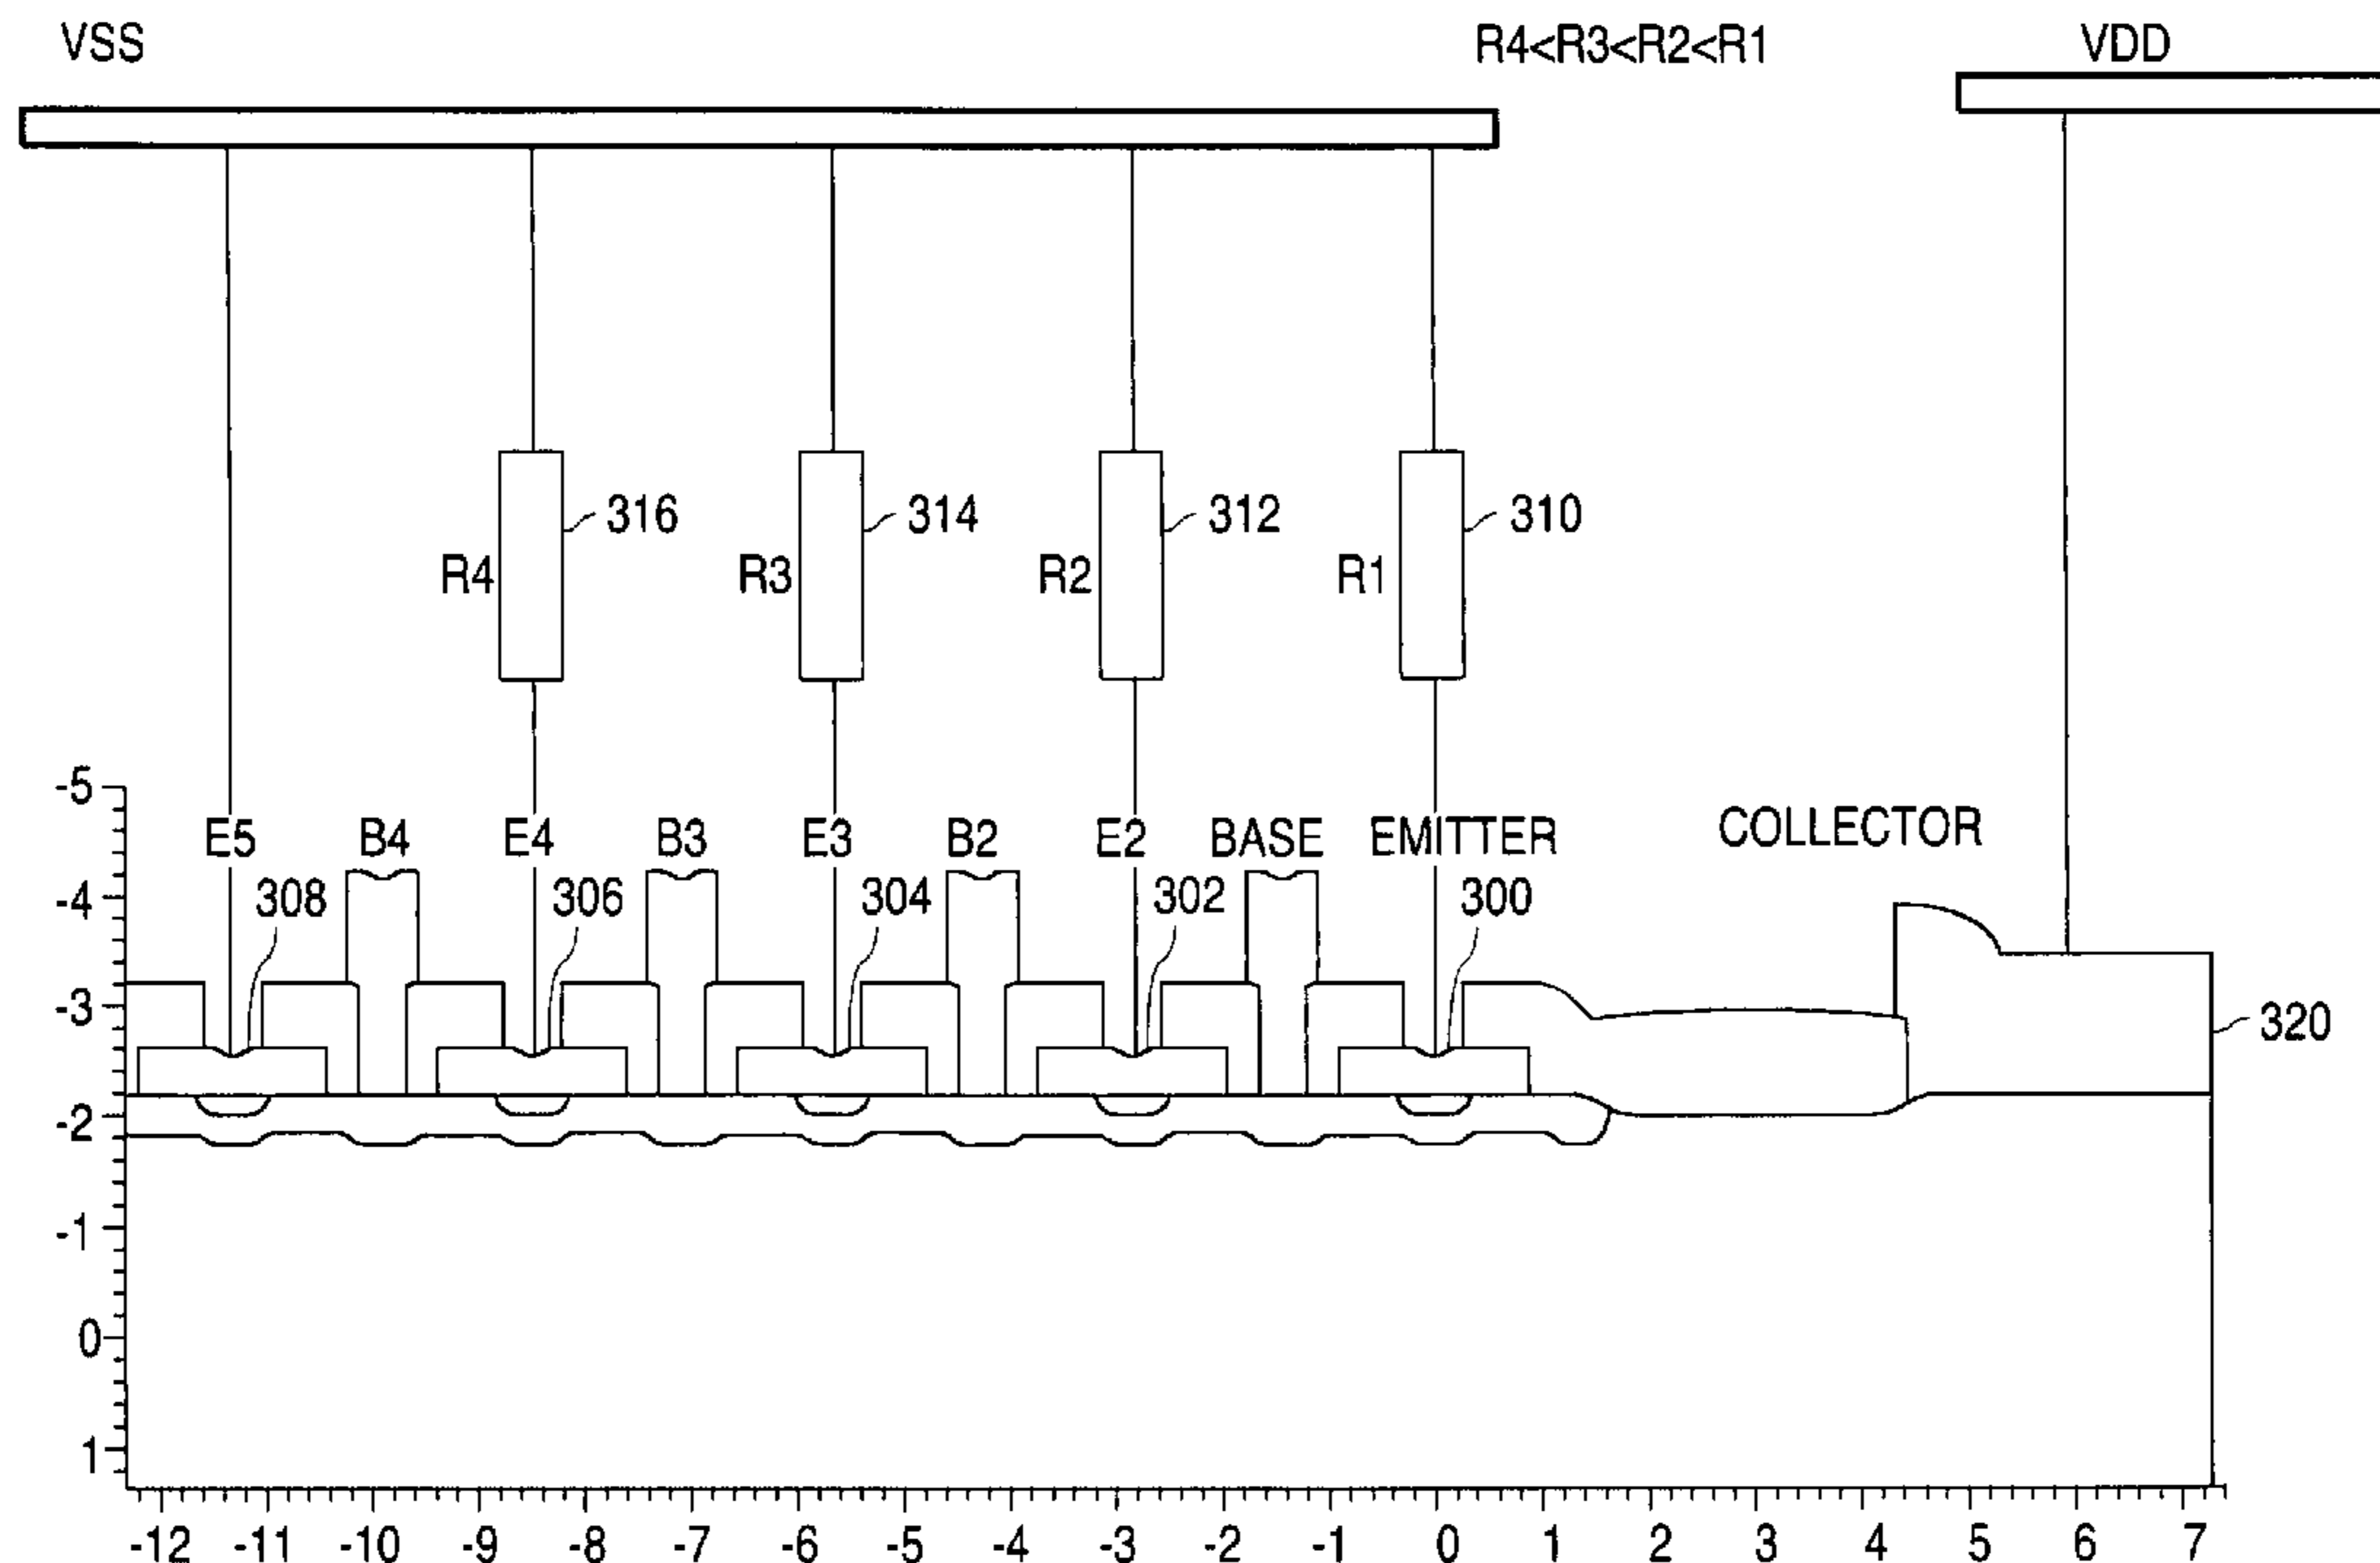 VSS R4<R3<R2<R1 VDD
316 314 312 310
R4 R3 R2 R1
-5
E5 B4 E4 B3 E3 B2 E2 BASE EMITTER COLLECTOR
-4 308 306 304 302 300
-3 320
-2
-1
0
1
-12 -11 -10 -9 -8 -7 -6 -5 -4 -3 -2 -1 0 1 2 3 4 5 6 7